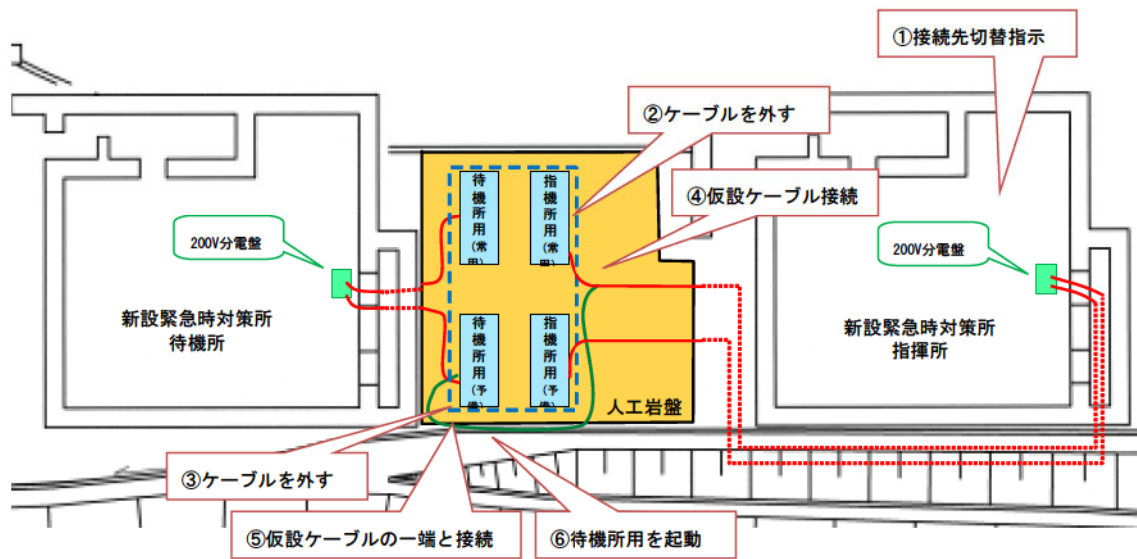 ①接続先切替指示
②ケーブルを外す
④仮設ケーブル接続
待機所用（常用）
指機所用（常用）
200V分電盤
200V分電盤
新設緊急時対策所
待機所
新設緊急時対策所
指揮所
待機所用（予備）
指機所用（予備）
人工岩盤
③ケーブルを外す
⑤仮設ケーブルの一端と接続
⑥待機所用を起動